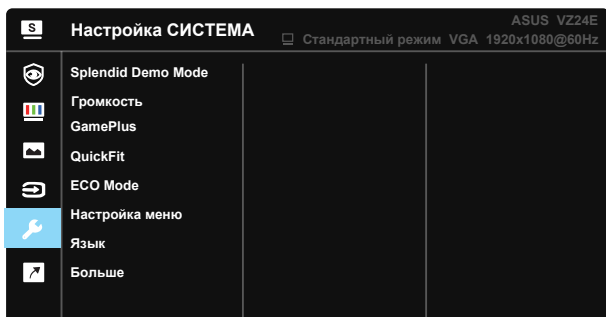 S
Настройка СИСТЕМА
ASUS VZ24E
Стандартный режим VGA 1920x1080@60Hz
Splendid Demo Mode
Громкость
GamePlus
QuickFit
ECO Mode
Настройка меню
Язык
Больше